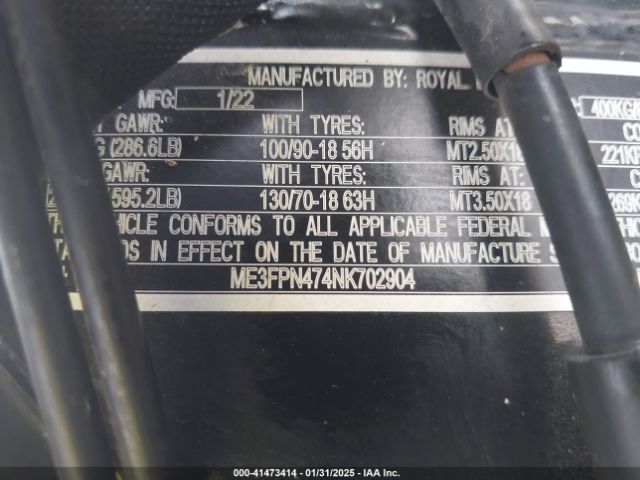 MANUFACTURED BY: ROYAL
MFG: 1/22 400KG
GAWR: WITH TYRES: RIMS AT:
(286.6LB) 100/90-18 56H MT2.50X18
GAWR: WITH TYRES: RIMS AT:
595.2LB) 130/70-18 63H MT3.50X18
CONFORMS TO ALL APPLICABLE FEDERAL
IN EFFECT ON THE DATE OF MANUFACTURE
ME3FPN474NK702904
000-41473414 - 01/31/2025 - IAA Inc.